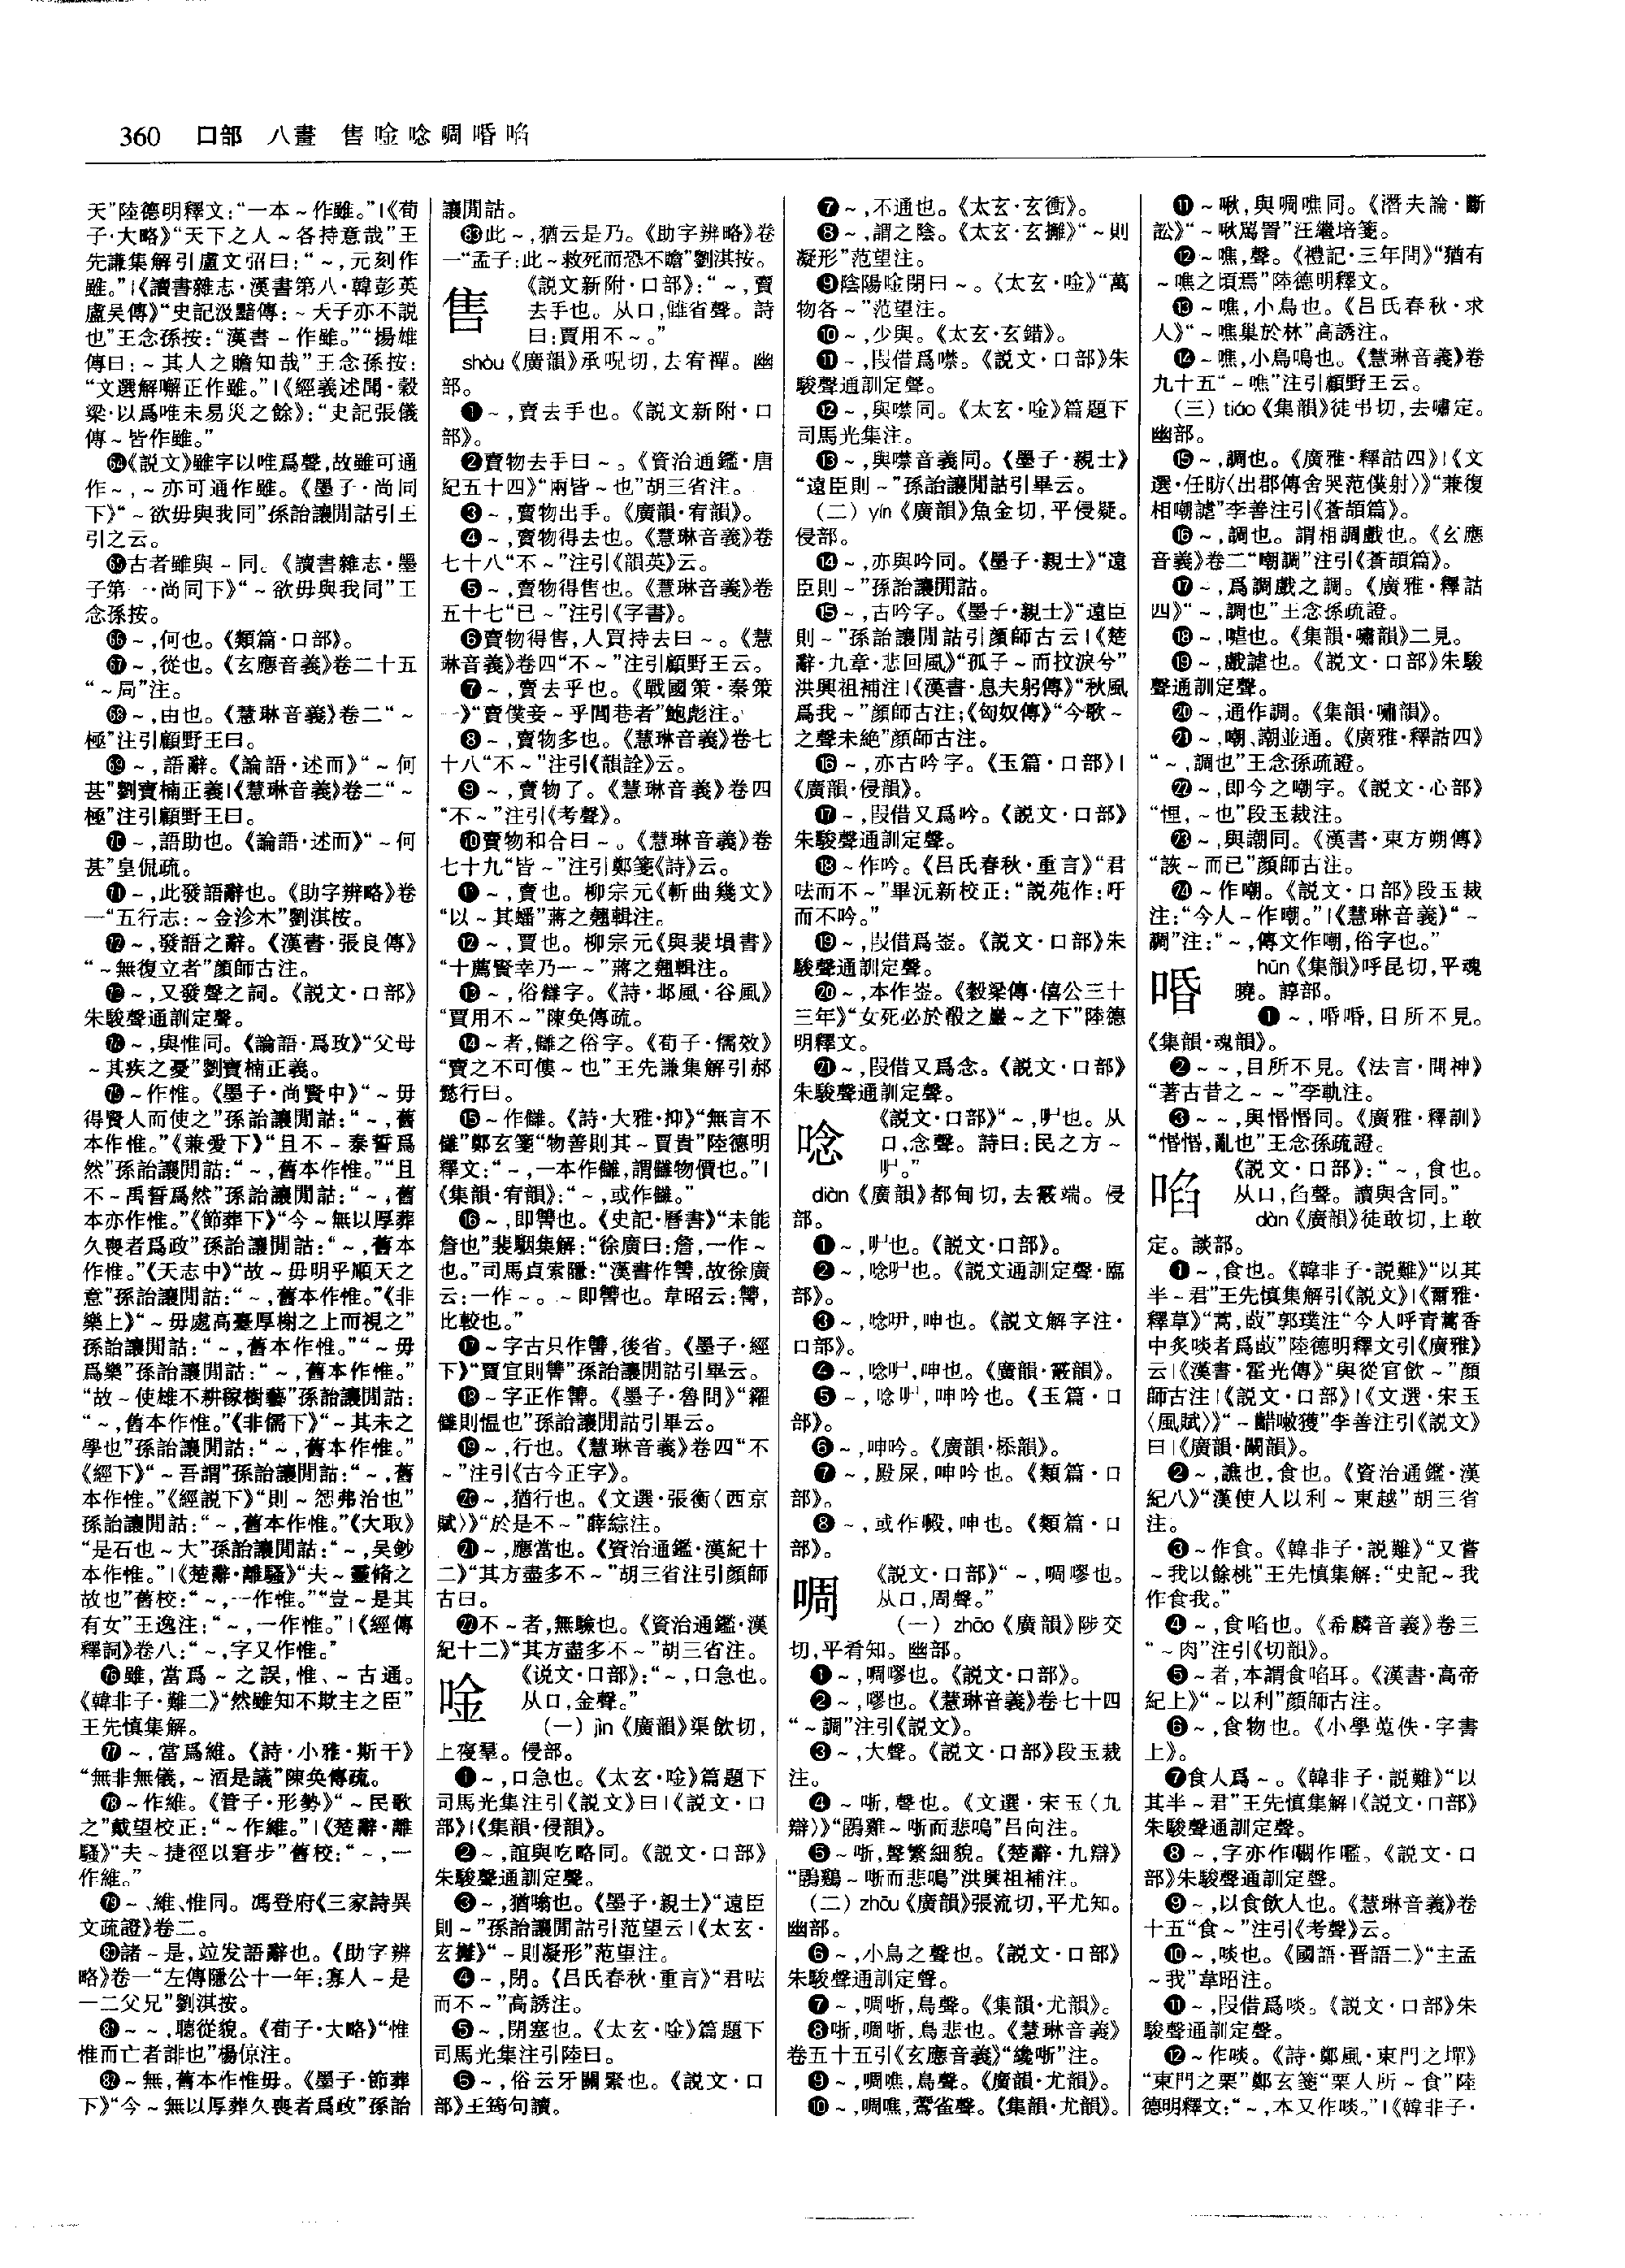 360 口部 八畫 售唫唸啁㖧啗
天”陸德明釋文：“一本～作雖。”|《荀
子·大略》“天下之人～各持意哉”王
先謙集解引盧文弨曰：“～，元刻作
雖。”|《讀書雜志·漢書第八·韓彭英
盧吳傳》“史記汲黯傳：～天子亦不説
也”王念孫按：“漢書～作雖。”“揚雄
傳曰：～其人之贍知哉”王念孫按：
“文選解嘲正作雖。”|《經義述聞·穀
梁·以爲唯未易災之餘》：“史記張儀
傳～皆作雖。”
64《説文》雖字以唯爲聲，故雖可通
作～，～亦可通作雖。《墨子·尚同
下》“～欲毋與我同”孫詒讓閒詁引王
引之云。
65古者雖與～同。《讀書雜志·墨
子第一·尚同下》“～欲毋與我同”王
念孫按。
66～，何也。《類篇·口部》。
67～，從也。《玄應音義》卷二十五
“～局”注。
68～，由也。《慧琳音義》卷二“～
極”注引顧野王曰。
69～，語辭。《論語·述而》“～何
甚”劉寶楠正義|《慧琳音義》卷二“～
極”注引顧野王曰。
70～，語助也。《論語·述而》“～何
甚”皇侃疏。
71～，此發語辭也。《助字辨略》卷
一“五行志：～金沴木”劉淇按。
72～，發語之辭。《漢書·張良傳》
“～無復立者”顔師古注。
73～，又發聲之詞。《説文·口部》
朱駿聲通訓定聲。
74～，與惟同。《論語·爲政》“父母
～其疾之憂”劉寶楠正義。
75～作惟。《墨子·尚賢中》“～毋
得賢人而使之”孫詒讓閒詁：“～，舊
本作惟。”《兼愛下》“且不～泰誓爲
然”孫詒讓閒詁：“～，舊本作惟。”“且
不～禹誓爲然”孫詒讓閒詁：“～，舊
本亦作惟。”《節葬下》“今～無以厚葬
久喪者爲政”孫詒讓閒詁：“～，舊本
作惟。”《天志中》“故～毋明乎順天之
意”孫詒讓閒詁：“～，舊本作惟。”《非
樂上》“～毋處高臺厚榭之上而視之”
孫詒讓閒詁：“～，舊本作惟。”“～毋
爲樂”孫詒讓閒詁：“～，舊本作惟。”
“故～使雄不耕稼樹藝”孫詒讓閒詁：
“～，舊本作惟。”《非儒下》“～其未之
學也”孫詒讓閒詁：“～，舊本作惟。”
《經下》“～吾謂”孫詒讓閒詁：“～，舊
本作惟。”《經説下》“則～恕弗治也”
孫詒讓閒詁：“～，舊本作惟。”《大取》
“是石也～大”孫詒讓閒詁：“～，吴鈔
本作惟。”|《楚辭·離騷》“夫～靈脩之
故也”舊校：“～，一作惟。”“豈～是其
有女”王逸注：“～，一作惟。”|《經傳
釋詞》卷八：“～，字又作惟。”
76雖，當爲～之誤，惟、～古通。
《韓非子·難二》“然雖知不欺主之臣”
王先慎集解。
77～，當爲維。《詩·小雅·斯干》
“無非無儀，～酒是議”陳奂傳疏。
78～作維。《管子·形勢》“～民歌
之”戴望校正：“～作維。”|《楚辭·離
騷》“夫～捷徑以窘步”舊校：“～，一
作維。”
79～、維、惟同。馮登府《三家詩異
文疏證》卷二。
80諸～是，竝发語辭也。《助字辨
略》卷一“左傳隱公十一年：寡人～是
一二父兄”劉淇按。
81～～，聽從貌。《荀子·大略》“惟
惟而亡者誹也”楊倞注。
82～無，舊本作惟毋。《墨子·節葬
下》“今～無以厚葬久喪者爲政”孫詒
讓閒詁。
83此～，猶云是乃。《助字辨略》卷
一“孟子：此～救死而恐不贍”劉淇按。
售
《説文新附·口部》：“～，賣
去手也。从口，雔省聲。詩
曰：賈用不～。”
shòu《廣韻》承呪切，去宥禪。幽
部。
❶～，賣去手也。《説文新附·口
部》。
❷賣物去手曰～。《資治通鑑·唐
紀五十四》“兩皆～也”胡三省注。
❸～，賣物出手。《廣韻·宥韻》。
❹～，賣物得去也。《慧琳音義》卷
七十八“不～”注引《韻英》云。
❺～，賣物得售也。《慧琳音義》卷
五十七“已～”注引《字書》。
❻賣物得售，人買持去曰～。《慧
琳音義》卷四“不～”注引顧野王云。
❼～，賣去乎也。《戰國策·秦策
一》“賣僕妾～乎閭巷者”鮑彪注。
❽～，賣物多也。《慧琳音義》卷七
十八“不～”注引《韻詮》云。
❾～，賣物了。《慧琳音義》卷四
“不～”注引《考聲》。
❿賣物和合曰～。《慧琳音義》卷
七十九“皆～”注引鄭箋《詩》云。
⓫～，賣也。柳宗元《斬曲幾文》
“以～其蟠”蔣之翹輯注。
⓬～，買也。柳宗元《與裴塤書》
“十薦賢幸乃一～”蔣之翹輯注。
⓭～，俗讎字。《詩·邶風·谷風》
“賈用不～”陳奂傳疏。
⓮～者，讎之俗字。《荀子·儒效》
“賣之不可僂～也”王先謙集解引郝
懿行曰。
⓯～作讎。《詩·大雅·抑》“無言不
讎”鄭玄箋“物善則其～賈貴”陸德明
釋文：“～，一本作讎，謂讎物價也。”|
《集韻·宥韻》：“～，或作讎。”
⓰～，即讐也。《史記·曆書》“未能
詹也”裴駰集解：“徐廣曰：詹，一作～
也。”司馬貞索隱：“漢書作讐，故徐廣
云：一作～。～即讐也。韋昭云：讐，
比較也。”
⓱～字古只作讐，後省。《墨子·經
下》“賈宜則讐”孫詒讓閒詁引畢云。
⓲～字正作讐。《墨子·魯問》“糴
讎則愠也”孫詒讓閒詁引畢云。
⓳～，行也。《慧琳音義》卷四“不
～”注引《古今正字》。
⓴～，猶行也。《文選·張衡〈西京
賦〉》“於是不～”薛綜注。
21～，應當也。《資治通鑑·漢紀十
二》“其方盡多不～”胡三省注引顔師
古曰。
22不～者，無驗也。《資治通鑑·漢
紀十二》“其方盡多不～”胡三省注。
唫
《说文·口部》：“～，口急也。
从口，金聲。”
（一）jìn《廣韻》渠飲切，
上寑羣。侵部。
❶～，口急也。《太玄·唫》篇題下
司馬光集注引《説文》曰|《説文·口
部》|《集韻·侵韻》。
❷～，誼與吃略同。《説文·口部》
朱駿聲通訓定聲。
❸～，猶噤也。《墨子·親士》“遠臣
則～”孫詒讓閒詁引范望云|《太玄·
玄攡》“～則凝形”范望注。
❹～，閉。《吕氏春秋·重言》“君呿
而不～”高誘注。
❺～，閉塞也。《太玄·唫》篇題下
司馬光集注引陸曰。
❻～，俗云牙關緊也。《説文·口
部》王筠句讀。
❼～，不通也。《太玄·玄衝》。
❽～，謂之陰。《太玄·玄攡》“～則
凝形”范望注。
❾陰陽唫閉曰～。《太玄·唫》“萬
物各～”范望注。
❿～，少與。《太玄·玄錯》。
⓫～，叚借爲噤。《説文·口部》朱
駿聲通訓定聲。
⓬～，與噤同。《太玄·唫》篇題下
司馬光集注。
⓭～，與噤音義同。《墨子·親士》
“遠臣則～”孫詒讓閒詁引畢云。
（二）yín《廣韻》魚金切，平侵疑。
侵部。
⓮～，亦與吟同。《墨子·親士》“遠
臣則～”孫詒讓閒詁。
⓯～，古吟字。《墨子·親士》“遠臣
則～”孫詒讓閒詁引顔師古云|《楚
辭·九章·悲回風》“孤子～而抆淚兮”
洪興祖補注|《漢書·息夫躬傳》“秋風
爲我～”顔師古注；《匈奴傳》“今歌～
之聲未絶”顔師古注。
⓰～，亦古吟字。《玉篇·口部》|
《廣韻·侵韻》。
⓱～，叚借又爲吟。《説文·口部》
朱駿聲通訓定聲。
⓲～作吟。《吕氏春秋·重言》“君
呿而不～”畢沅新校正：“説苑作：吁
而不吟。”
⓳～，叚借爲崟。《説文·口部》朱
駿聲通訓定聲。
⓴～，本作崟。《穀梁傳·僖公三十
三年》“女死必於殽之巖～之下”陸德
明釋文。
21～，叚借又爲念。《説文·口部》
朱駿聲通訓定聲。
唸
《説文·口部》“～，㕧也。从
口，念聲。詩曰：民之方～
㕧。”
diàn《廣韻》都甸切，去霰端。侵
部。
❶～，㕧也。《説文·口部》。
❷～，唸㕧也。《説文通訓定聲·臨
部》。
❸～，唸吚，呻也。《説文解字注·
口部》。
❹～，唸㕧，呻也。《廣韻·霰韻》。
❺～，唸㕧，呻吟也。《玉篇·口
部》。
❻～，呻吟。《廣韻·㮇韻》。
❼～，殿屎，呻吟也。《類篇·口
部》。
❽～，或作㗾，呻也。《類篇·口
部》。
啁
《説文·口部》“～，啁嘐也。
从口，周聲。”
（一）zhāo《廣韻》陟交
切，平肴知。幽部。
❶～，啁嘐也。《説文·口部》。
❷～，嘐也。《慧琳音義》卷七十四
“～調”注引《説文》。
❸～，大聲。《説文·口部》段玉裁
注。
❹～哳，聲也。《文選·宋玉〈九
辯〉》“鵾雞～哳而悲鳴”吕向注。
❺～哳，聲繁細貌。《楚辭·九辯》
“鵾鷄～哳而悲鳴”洪興祖補注。
（二）zhōu《廣韻》張流切，平尤知。
幽部。
❻～，小鳥之聲也。《説文·口部》
朱駿聲通訓定聲。
❼～，啁哳，鳥聲。《集韻·尤韻》。
❽哳，啁哳，鳥悲也。《慧琳音義》
卷五十五引《玄應音義》“纔哳”注。
❾～，啁噍，鳥聲。《廣韻·尤韻》。
❿～，啁噍，鷰雀聲。《集韻·尤韻》。
⓫～啾，與啁噍同。《潛夫論·斷
訟》“～啾駡詈”汪繼培箋。
⓬～噍，聲。《禮記·三年問》“猶有
～噍之頃焉”陸德明釋文。
⓭～噍，小鳥也。《吕氏春秋·求
人》“～噍巢於林”高誘注。
⓮～噍，小鳥鳴也。《慧琳音義》卷
九十五“～噍”注引顧野王云。
（三）tiào《集韻》徒弔切，去嘯定。
幽部。
⓯～，調也。《廣雅·釋詁四》|《文
選·任昉〈出郡傳舍哭范僕射〉》“兼復
相嘲謔”李善注引《蒼頡篇》。
⓰～，調也。謂相調戲也。《玄應
音義》卷二“嘲調”注引《蒼頡篇》。
⓱～，爲調戲之調。《廣雅·釋詁
四》“～，調也”王念孫疏證。
⓲～，嘘也。《集韻·嘯韻》二見。
⓳～，戲謔也。《説文·口部》朱駿
聲通訓定聲。
⓴～，通作調。《集韻·嘯韻》。
21～，嘲、謿並通。《廣雅·釋詁四》
“～，調也”王念孫疏證。
22～，即今之嘲字。《説文·心部》
“悝，～也”段玉裁注。
23～，與謿同。《漢書·東方朔傳》
“詼～而已”顔師古注。
24～作嘲。《説文·口部》段玉裁
注：“今人～作嘲。”|《慧琳音義》“～
調”注：“～，傳文作嘲，俗字也。”
㖧
hūn《集韻》呼昆切，平魂
曉。諄部。
❶～，㖧㖧，目所不見。
《集韻·魂韻》。
❷～～，目所不見。《法言·問神》
“著古昔之～～”李軌注。
❸～～，與惛惛同。《廣雅·釋訓》
“惛惛，亂也”王念孫疏證。
啗
《説文·口部》：“～，食也。
从口，臽聲。讀與含同。”
dàn《廣韻》徒敢切，上敢
定。談部。
❶～，食也。《韓非子·説難》“以其
半～君”王先慎集解引《説文》|《爾雅·
釋草》“蒿，菣”郭璞注“今人呼青蒿香
中炙啖者爲菣”陸德明釋文引《廣雅》
云|《漢書·霍光傳》“與從官飲～”顔
師古注|《説文·口部》|《文選·宋玉
〈風賦〉》“～齰嗽獲”李善注引《説文》
曰|《廣韻·闞韻》。
❷～，譙也，食也。《資治通鑑·漢
紀八》“漢使人以利～東越”胡三省
注。
❸～作食。《韓非子·説難》“又嘗
～我以餘桃”王先慎集解：“史記～我
作食我。”
❹～，食啗也。《希麟音義》卷三
“～肉”注引《切韻》。
❺～者，本謂食啗耳。《漢書·高帝
紀上》“～以利”顔師古注。
❻～，食物也。《小學蒐佚·字書
上》。
❼食人爲～。《韓非子·説難》“以
其半～君”王先慎集解|《説文·口部》
朱駿聲通訓定聲。
❽～，字亦作嚪作嚂。《説文·口
部》朱駿聲通訓定聲。
❾～，以食飲人也。《慧琳音義》卷
十五“食～”注引《考聲》云。
❿～，啖也。《國語·晋語二》“主孟
～我”韋昭注。
⓫～，叚借爲啖。《説文·口部》朱
駿聲通訓定聲。
⓬～作啖。《詩·鄭風·東門之墠》
“東門之栗”鄭玄箋“栗人所～食”陸
德明釋文：“～，本又作啖。”|《韓非子·